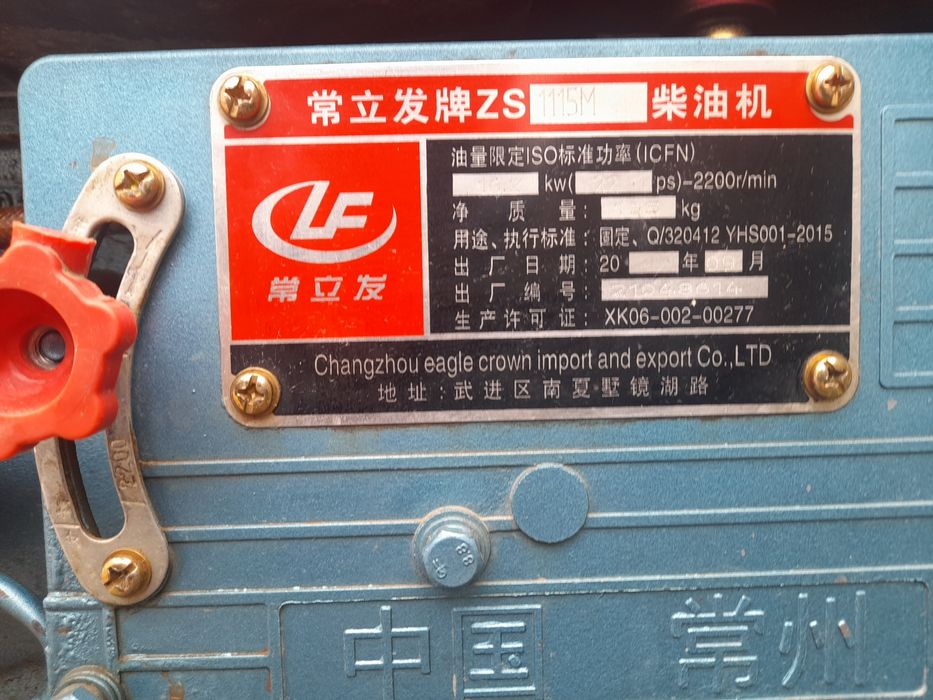 常立发牌ZS 1115M 柴油机
LF
常立发
油量限定ISO标准功率(ICFN)
kw( ps)-2200r/min
净 质 量: kg
用途、执行标准: 固定、Q/320412 YHS001-2015
出 厂 日 期: 20 年 月
出 厂 编 号:
生 产 许 可 证: XK06-002-00277
Changzhou eagle crown import and export Co.,LTD
地 址: 武 进 区 南 夏 墅 镜 湖 路
8.8
中国 常州